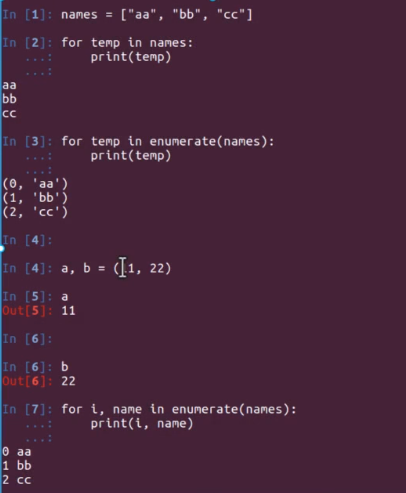 In [1]: names = ["aa", "bb", "cc"]
In [2]: for temp in names:
   ...:     print(temp)
   ...:
aa
bb
cc
In [3]: for temp in enumerate(names):
   ...:     print(temp)
   ...:
(0, 'aa')
(1, 'bb')
(2, 'cc')
In [4]:
In [4]: a, b = (11, 22)
In [5]: a
Out[5]: 11
In [6]:
In [6]: b
Out[6]: 22
In [7]: for i, name in enumerate(names):
   ...:     print(i, name)
   ...:
0 aa
1 bb
2 cc